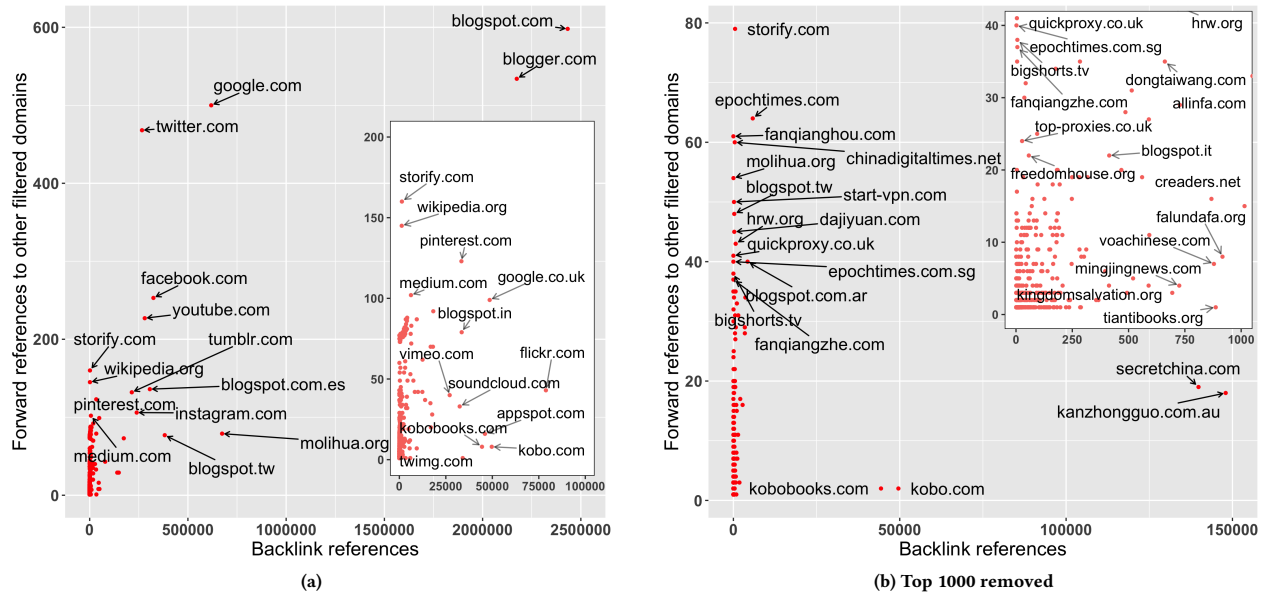 Forward references to other filtered domains
600
400
200
0
blogspot.com
blogger.com
google.com
twitter.com
facebook.com
youtube.com
storify.com
tumblr.com
wikipedia.org
blogspot.com.es
pinterest.com
instagram.com
molihua.org
medium.com
blogspot.tw
0
500000
1000000
1500000
2000000
2500000
Backlink references
200
150
100
50
0
storify.com
wikipedia.org
pinterest.com
google.co.uk
medium.com
blogspot.in
vimeo.com
flickr.com
soundcloud.com
appspot.com
kobobooks.com
kobo.com
twimg.com
0
25000
50000
75000
100000
(a)
Forward references to other filtered domains
80
60
40
20
0
storify.com
epochtimes.com
fanqianghou.com
chinadigitaltimes.net
molihua.org
blogspot.tw
start-vpn.com
hrw.org
dajiyuan.com
quickproxy.co.uk
epochtimes.com.sg
blogspot.com.ar
bigshorts.tv
fanqiangzhe.com
secretchina.com
kanzhongguo.com.au
kobobooks.com
kobo.com
0
50000
100000
150000
Backlink references
40
30
20
10
0
quickproxy.co.uk
hrw.org
epochtimes.com.sg
bigshorts.tv
dongtaiwang.com
fanqiangzhe.com
allinfa.com
top-proxies.co.uk
blogspot.it
freedomhouse.org
creaders.net
falundafa.org
voachinese.com
mingjingnews.com
kingdomsalvation.org
tiantibooks.org
0
250
500
750
1000
(b) Top 1000 removed